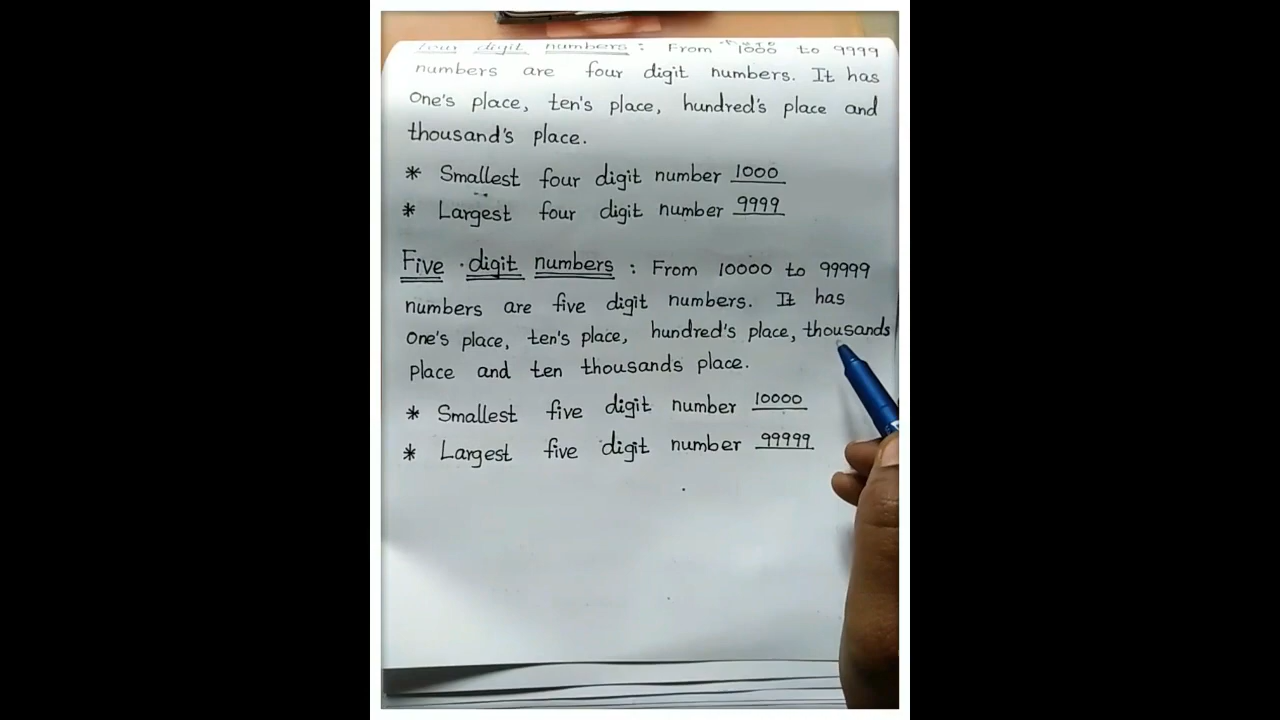 Four digit numbers : From 1000 to 9999
numbers are four digit numbers. It has
One's place, ten's place, hundred's place and
thousand's place.
* Smallest four digit number 1000
* Largest four digit number 9999
Five digit numbers : From 10000 to 99999
numbers are five digit numbers. It has
One's place, ten's place, hundred's place, thousands
place and ten thousands place.
* Smallest five digit number 10000
* Largest five digit number 99999